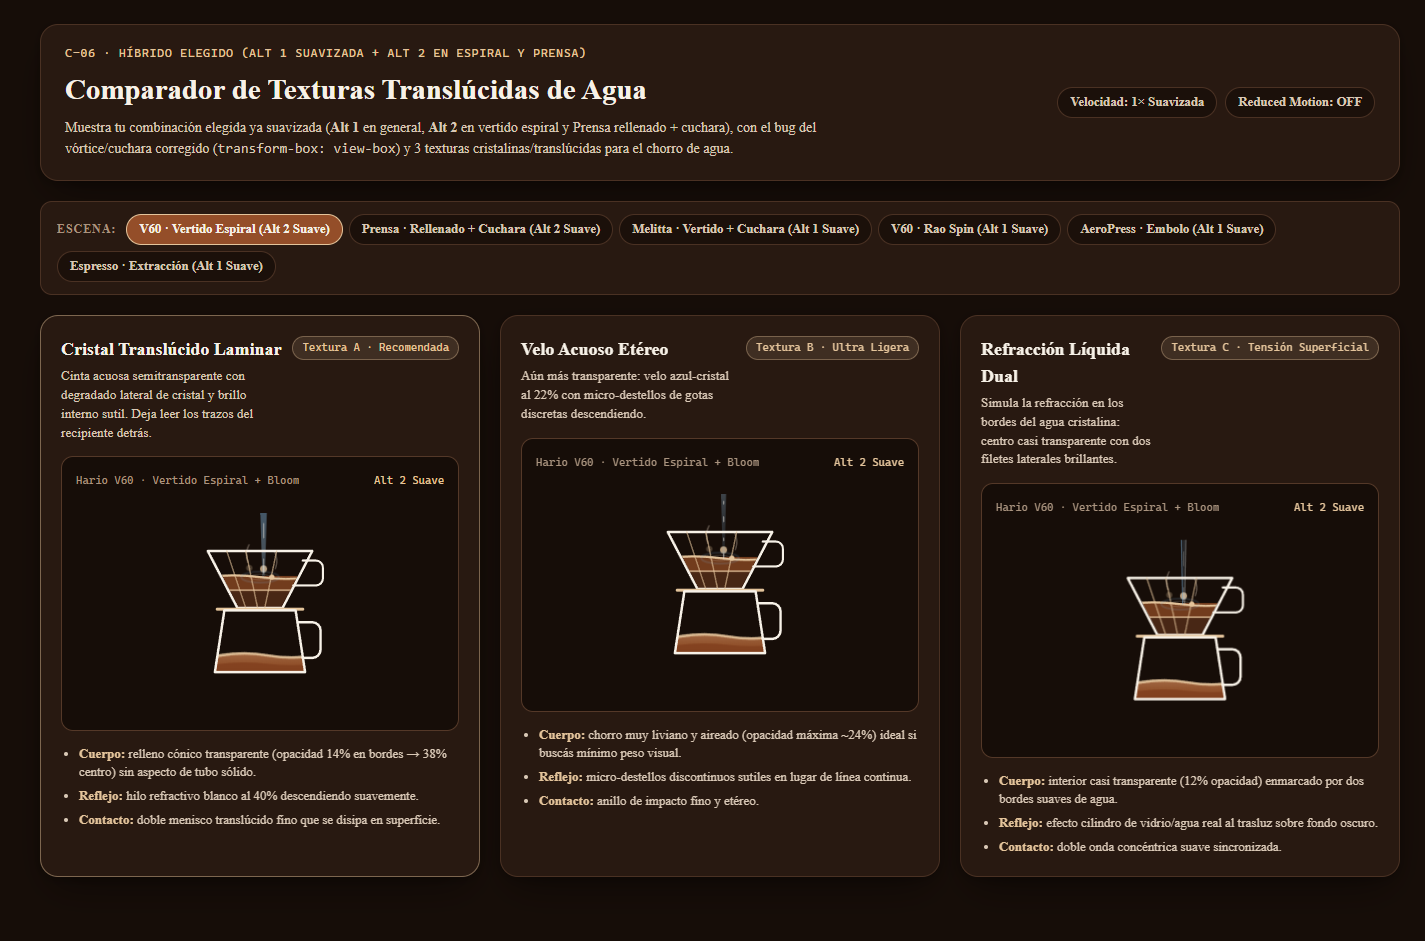 C-06 · HÍBRIDO ELEGIDO (ALT 1 SUAVIZADA + ALT 2 EN ESPIRAL Y PRENSA)
Comparador de Texturas Translúcidas de Agua
Muestra tu combinación elegida ya suavizada (Alt 1 en general, Alt 2 en vertido espiral y Prensa rellenado + cuchara), con el bug del
vórtice/cuchara corregido (transform-box: view-box) y 3 texturas cristalinas/translúcidas para el chorro de agua.
Velocidad: 1× Suavizada
Reduced Motion: OFF
ESCENA:
V60 · Vertido Espiral (Alt 2 Suave)
Prensa · Rellenado + Cuchara (Alt 2 Suave)
Melitta · Vertido + Cuchara (Alt 1 Suave)
V60 · Rao Spin (Alt 1 Suave)
AeroPress · Embolo (Alt 1 Suave)
Espresso · Extracción (Alt 1 Suave)
Cristal Translúcido Laminar
Textura A · Recomendada
Cinta acuosa semitransparente con
degradado lateral de cristal y brillo
interno sutil. Deja leer los trazos del
recipiente detrás.
Hario V60 · Vertido Espiral + Bloom
Alt 2 Suave
• Cuerpo: relleno cónico transparente (opacidad 14% en bordes → 38%
centro) sin aspecto de tubo sólido.
• Reflejo: hilo refractivo blanco al 40% descendiendo suavemente.
• Contacto: doble menisco translúcido fino que se disipa en superficie.
Velo Acuoso Etéreo
Textura B · Ultra Ligera
Aún más transparente: velo azul-cristal
al 22% con micro-destellos de gotas
discretas descendiendo.
Hario V60 · Vertido Espiral + Bloom
Alt 2 Suave
• Cuerpo: chorro muy liviano y aireado (opacidad máxima ~24%) ideal si
buscás mínimo peso visual.
• Reflejo: micro-destellos discontinuos sutiles en lugar de línea continua.
• Contacto: anillo de impacto fino y etéreo.
Refracción Líquida
Dual
Textura C · Tensión Superficial
Simula la refracción en los
bordes del agua cristalina:
centro casi transparente con dos
filetes laterales brillantes.
Hario V60 · Vertido Espiral + Bloom
Alt 2 Suave
• Cuerpo: interior casi transparente (12% opacidad) enmarcado por dos
bordes suaves de agua.
• Reflejo: efecto cilindro de vidrio/agua real al trasluz sobre fondo oscuro.
• Contacto: doble onda concéntrica suave sincronizada.